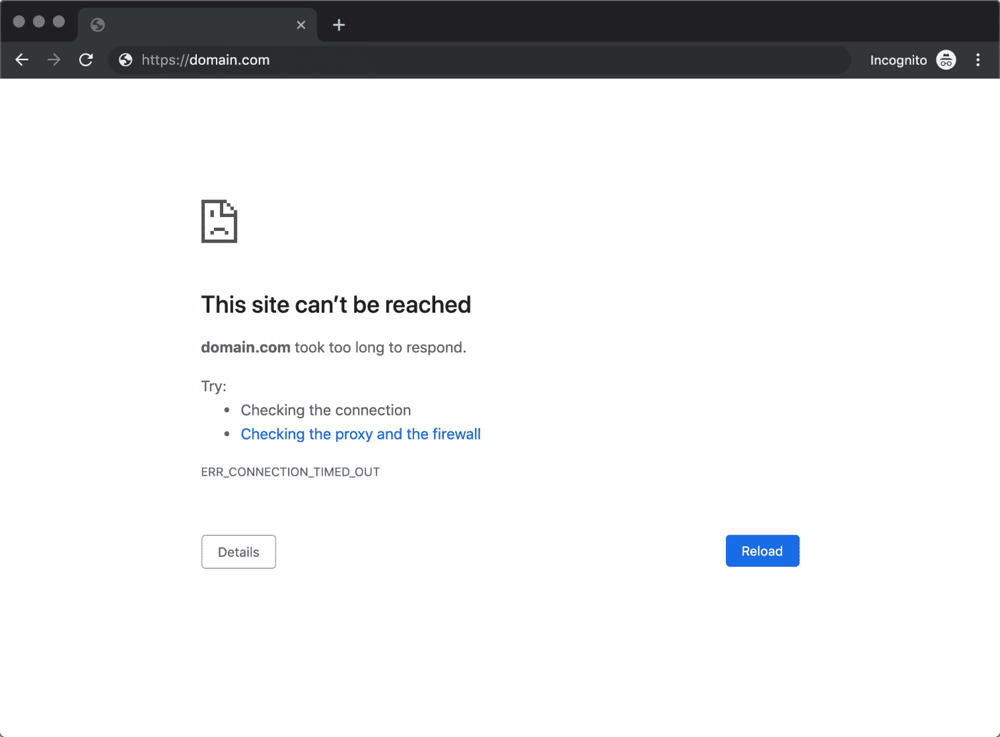 https://domain.com
Incognito
This site can’t be reached
domain.com took too long to respond.
Try:
Checking the connection
Checking the proxy and the firewall
ERR_CONNECTION_TIMED_OUT
Details
Reload